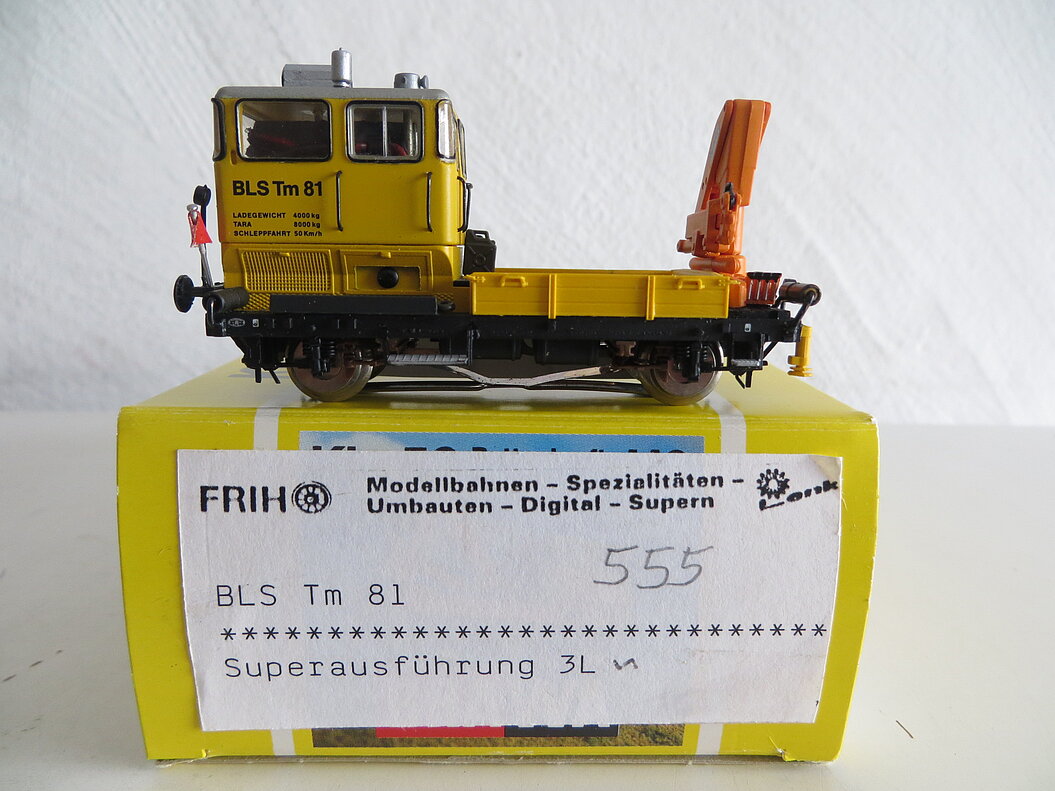 BLS Tm 81
LADEGEWICHT 4000 kg
TARA 8000 kg
SCHLEPPFAHRT 50 Km/h
FRIHO Modellbahnen - Spezialitäten -
Umbauten - Digital - Supern
555
BLS Tm 81
****************************
Superausführung 3L ~